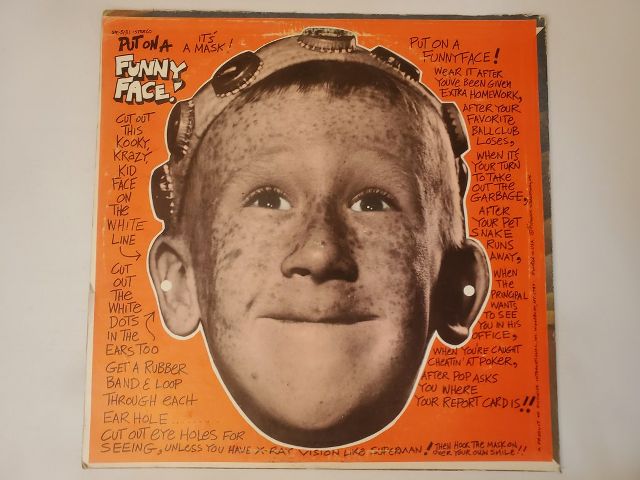 SM-5151 STEREO
PUT ON A
FUNNY
FACE!
IT'S
A MASK!
CUT OUT
THIS
KOOKY,
KRAZY,
KID
FACE
ON
THE
WHITE
LINE
CUT
OUT
THE
WHITE
DOTS
IN THE
EARS TOO
GET A RUBBER
BAND & LOOP
THROUGH EACH
EAR HOLE
CUT OUT EYE HOLES FOR
SEEING, UNLESS YOU HAVE X-RAY VISION LIKE SUPERMAN! THEN HOOK THE MASK ON
OVER YOUR OWN SMILE!!
PUT ON A
FUNNYFACE!
WEAR IT AFTER
YOU'VE BEEN GIVEN
EXTRA HOMEWORK,
AFTER YOUR
FAVORITE
BALLCLUB
LOSES,
WHEN IT'S
YOUR TURN
TO TAKE
OUT THE
GARBAGE,
AFTER
YOUR PET
SNAKE
RUNS
AWAY,
WHEN
THE
PRINCIPAL
WANTS
TO SEE
YOU IN HIS
OFFICE,
WHEN YOU'RE CAUGHT
CHEATIN' AT POKER,
AFTER POP ASKS
YOU WHERE
YOUR REPORT CARD IS!!